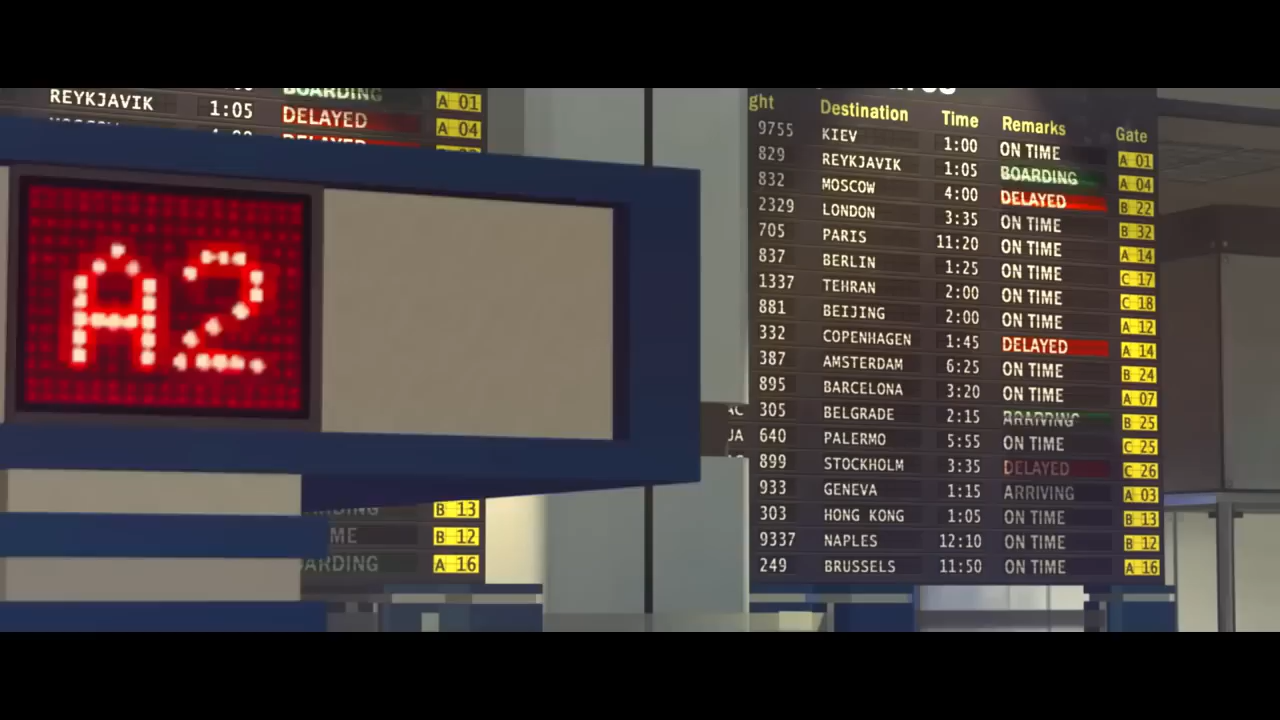 REYKJAVIK 1:05 DELAYED A 04
BOARDING A 01
A2
B 13
B 12
A 16
Destination Time Remarks Gate
9755 KIEV 1:00 ON TIME A 01
829 REYKJAVIK 1:05 BOARDING A 04
832 MOSCOW 4:00 DELAYED B 22
2329 LONDON 3:35 ON TIME B 32
705 PARIS 11:20 ON TIME A 14
837 BERLIN 1:25 ON TIME C 17
1337 TEHRAN 2:00 ON TIME C 18
881 BEIJING 2:00 ON TIME A 12
332 COPENHAGEN 1:45 DELAYED A 14
387 AMSTERDAM 6:25 ON TIME B 24
895 BARCELONA 3:20 ON TIME A 07
305 BELGRADE 2:15 B 25
640 PALERMO 5:55 ON TIME C 25
899 STOCKHOLM 3:35 DELAYED C 26
933 GENEVA 1:15 ARRIVING A 03
303 HONG KONG 1:05 ON TIME B 13
9337 NAPLES 12:10 ON TIME B 12
249 BRUSSELS 11:50 ON TIME A 16